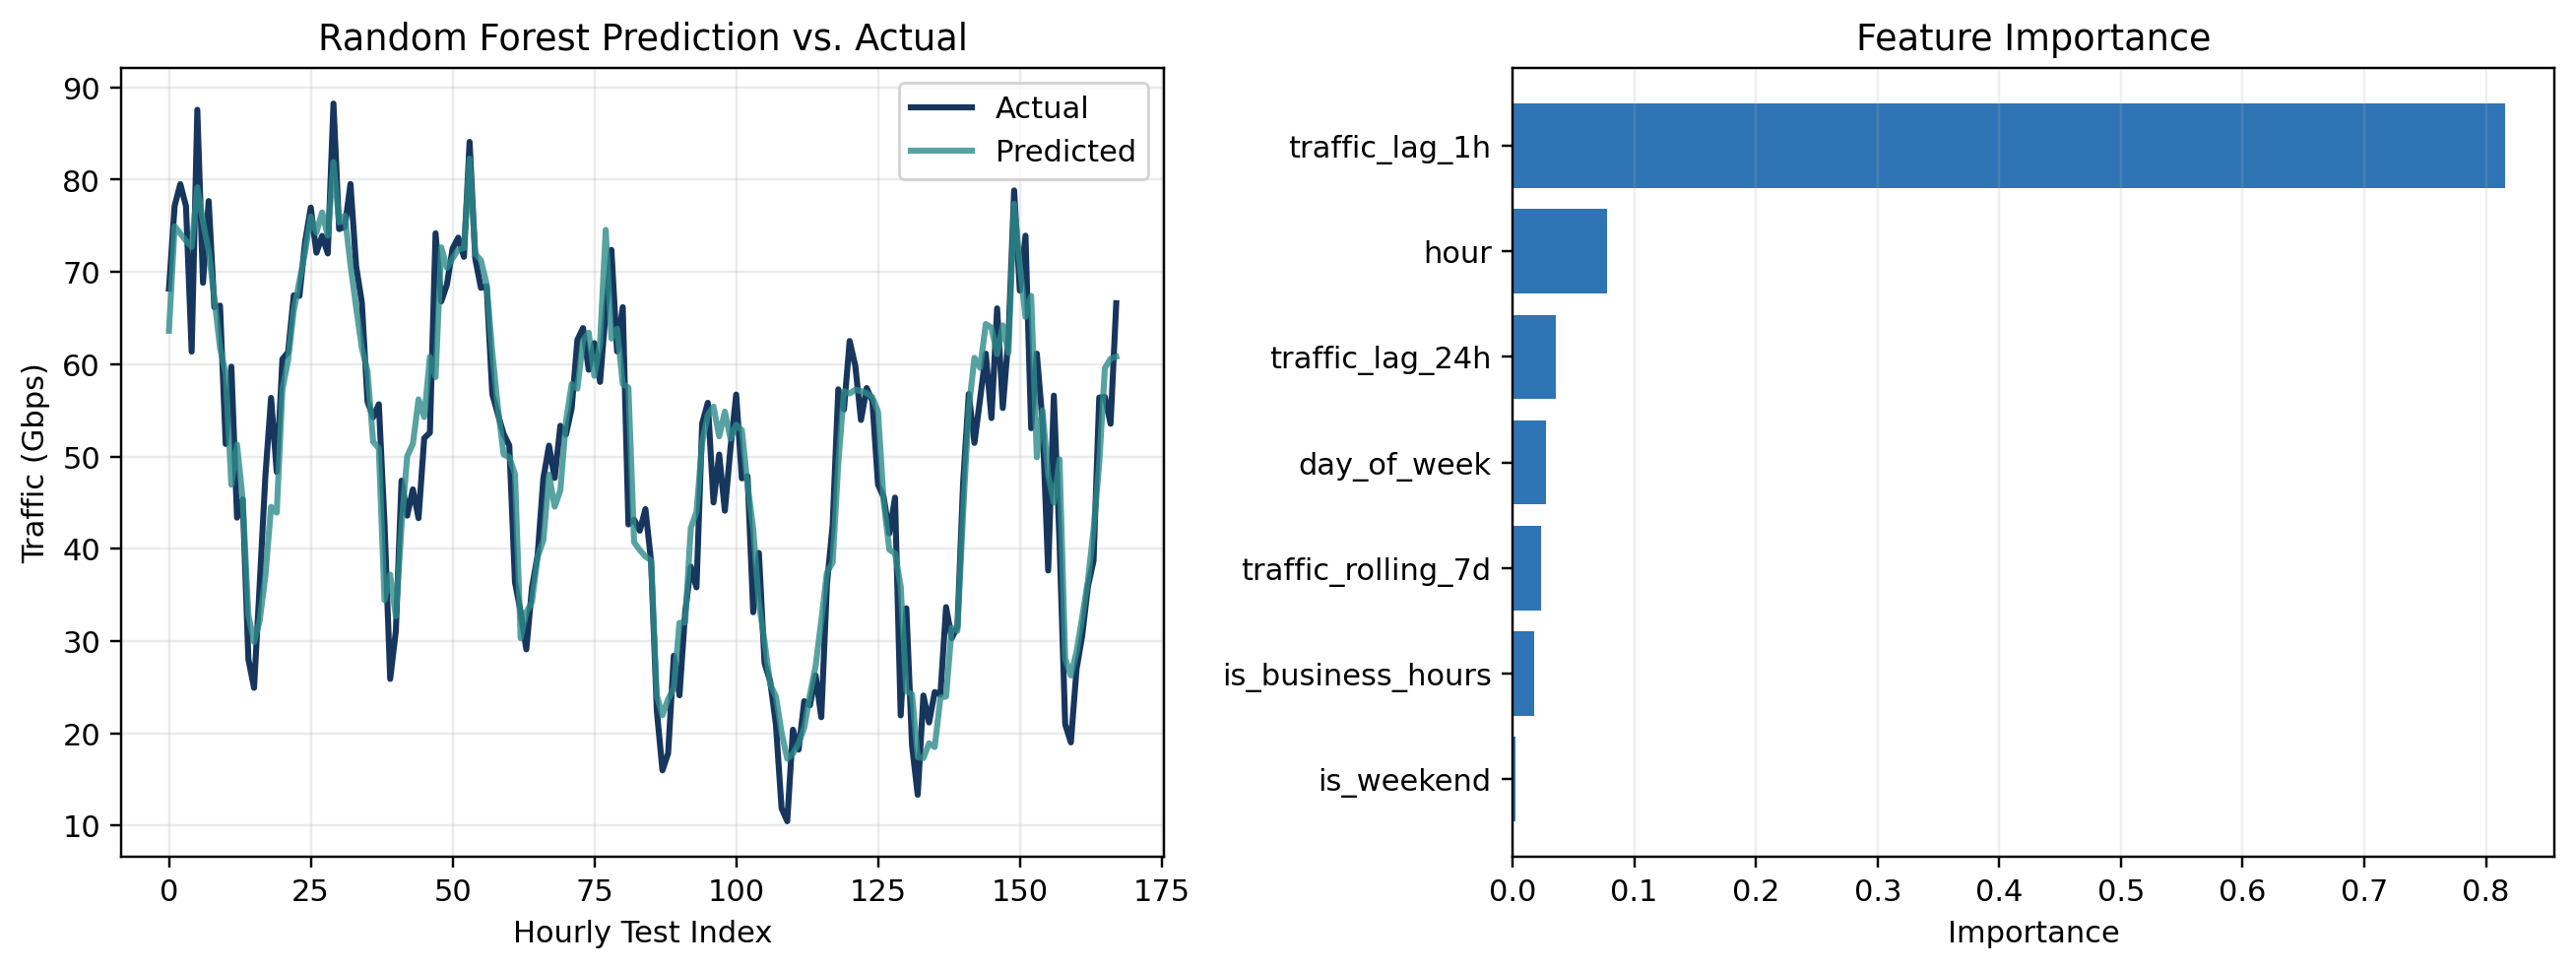 Random Forest Prediction vs. Actual
Traffic (Gbps)
90
80
70
60
50
40
30
20
10
0 25 50 75 100 125 150 175
Hourly Test Index
Actual
Predicted
Feature Importance
traffic_lag_1h
hour
traffic_lag_24h
day_of_week
traffic_rolling_7d
is_business_hours
is_weekend
0.0 0.1 0.2 0.3 0.4 0.5 0.6 0.7 0.8
Importance